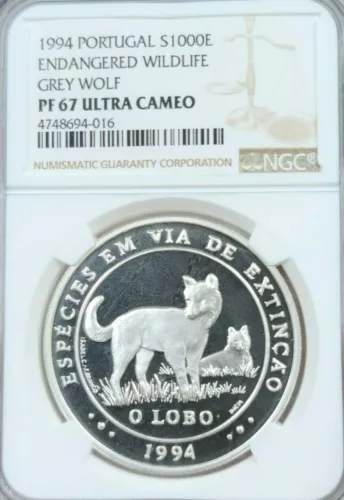 1994 PORTUGAL S1000E
ENDANGERED WILDLIFE
GREY WOLF
PF 67 ULTRA CAMEO
4748694-016
NUMISMATIC GUARANTY CORPORATION
NGC®
ESPÉCIES EM VIA DE EXTINÇÃO
O LOBO
1994